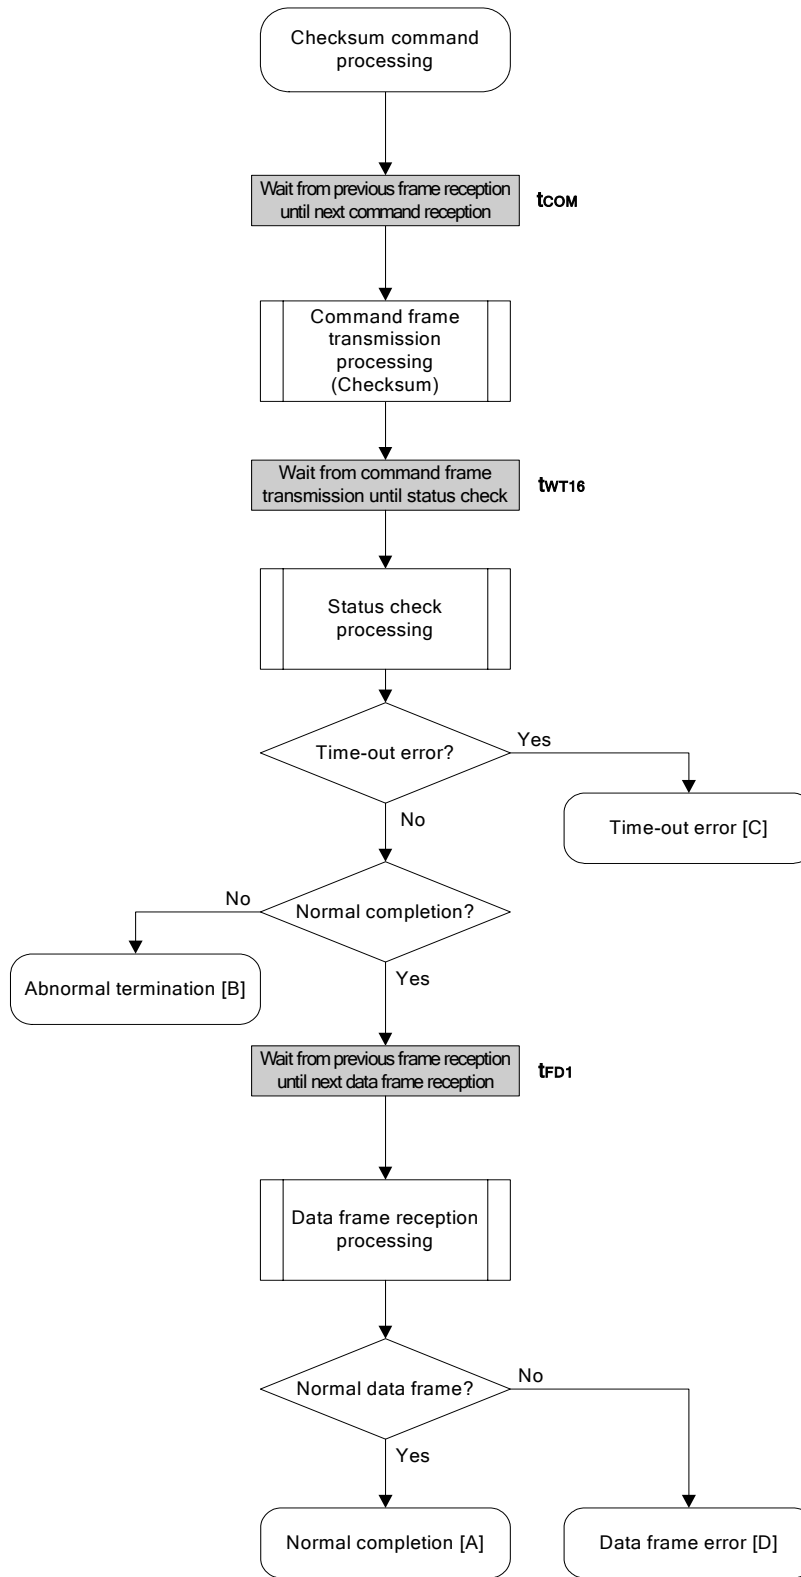 Checksum command
processing
Wait from previous frame reception
until next command reception
tCOM
Command frame
transmission
processing
(Checksum)
Wait from command frame
transmission until status check
tWT16
Status check
processing
Time-out error?
Yes
No
Time-out error [C]
No
Normal completion?
Abnormal termination [B]
Yes
Wait from previous frame reception
until next data frame reception
tFD1
Data frame reception
processing
Normal data frame?
No
Yes
Normal completion [A]
Data frame error [D]